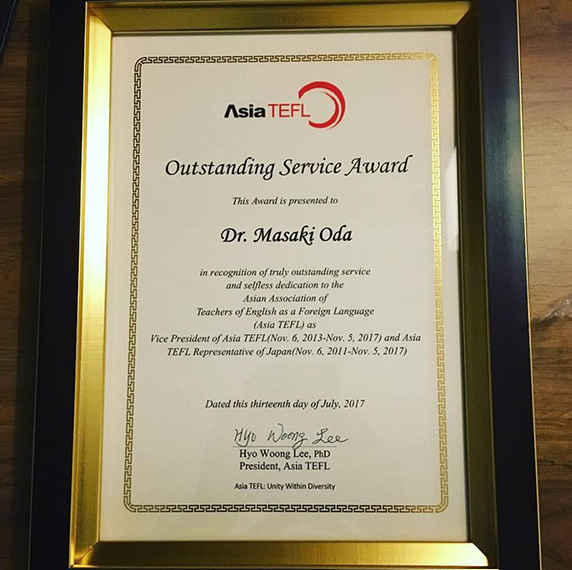 Asia TEFL
Outstanding Service Award
This Award is presented to
Dr. Masaki Oda
in recognition of truly outstanding service
and selfless dedication to the
Asian Association of
Teachers of English as a Foreign Language
(Asia TEFL) as
Vice President of Asia TEFL(Nov. 6, 2013-Nov. 5, 2017) and Asia
TEFL Representative of Japan(Nov. 6, 2011-Nov. 5, 2017)
Dated this thirteenth day of July, 2017
Hyo Woong Lee
Hyo Woong Lee, PhD
President, Asia TEFL
Asia TEFL: Unity Within Diversity